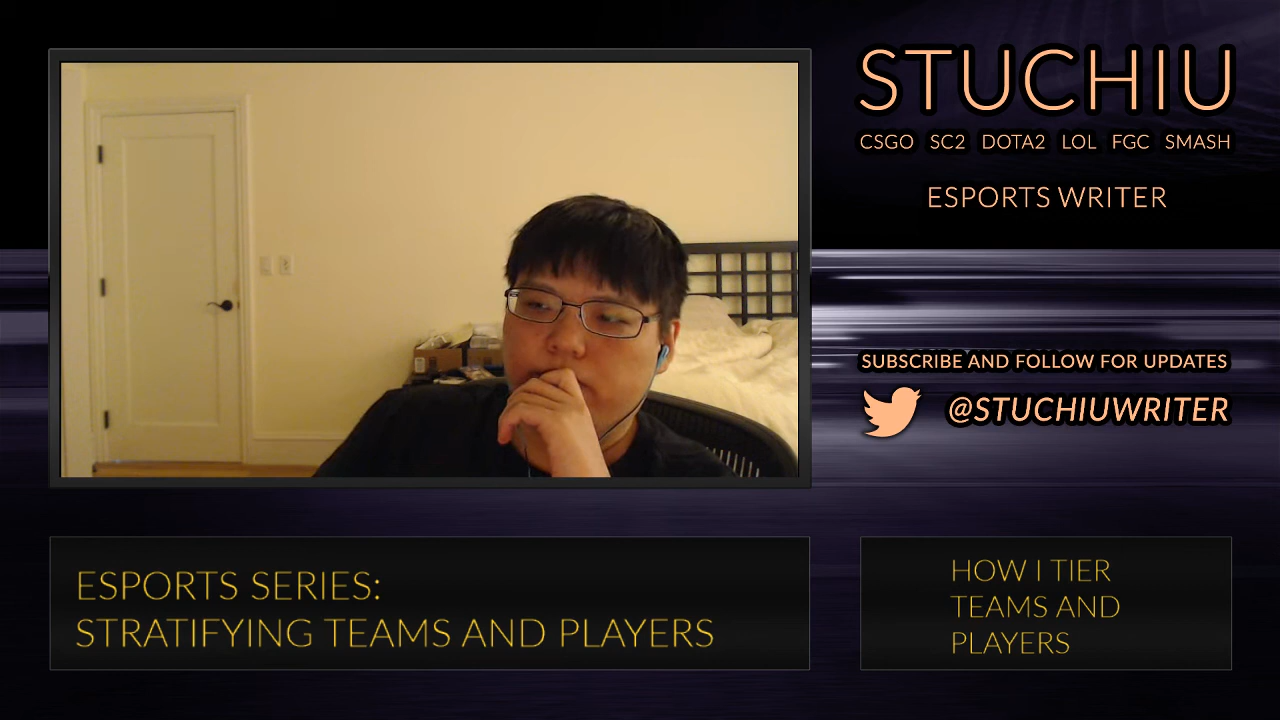 STUCHIU
CSGO SC2 DOTA2 LOL FGC SMASH
ESPORTS WRITER
SUBSCRIBE AND FOLLOW FOR UPDATES
@STUCHIUWRITER
ESPORTS SERIES:
STRATIFYING TEAMS AND PLAYERS
HOW I TIER
TEAMS AND
PLAYERS